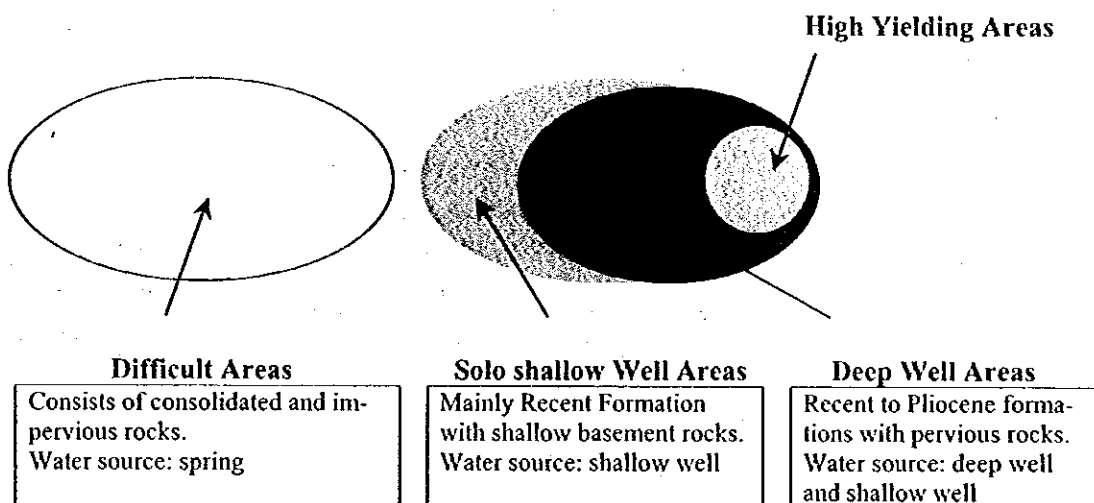 High Yielding Areas
Difficult Areas
Consists of consolidated and im-
pervious rocks.
Water source: spring
Solo shallow Well Areas
Mainly Recent Formation
with shallow basement rocks.
Water source: shallow well
Deep Well Areas
Recent to Pliocene forma-
tions with pervious rocks.
Water source: deep well
and shallow well